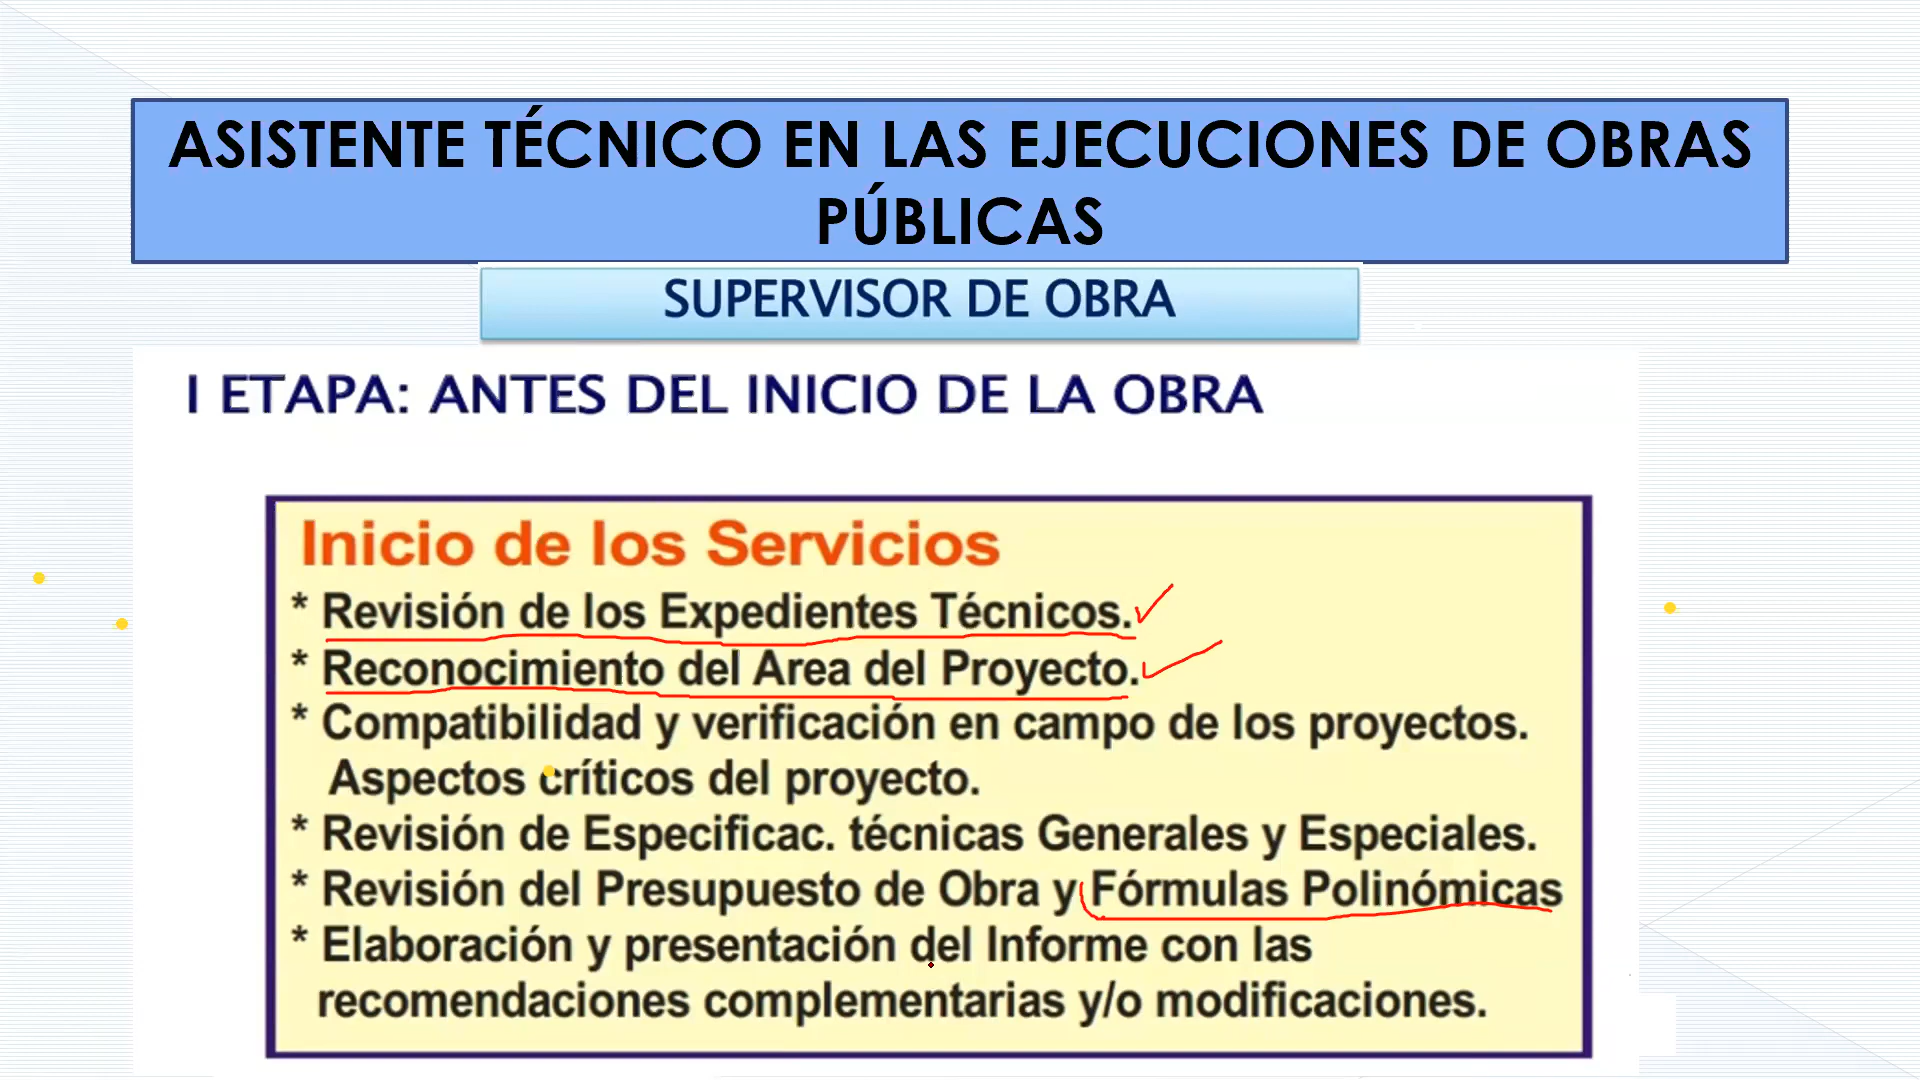 ASISTENTE TÉCNICO EN LAS EJECUCIONES DE OBRAS
PÚBLICAS
SUPERVISOR DE OBRA
I ETAPA: ANTES DEL INICIO DE LA OBRA
Inicio de los Servicios
* Revisión de los Expedientes Técnicos.
* Reconocimiento del Area del Proyecto.
* Compatibilidad y verificación en campo de los proyectos.
Aspectos críticos del proyecto.
* Revisión de Especificac. técnicas Generales y Especiales.
* Revisión del Presupuesto de Obra y Fórmulas Polinómicas
* Elaboración y presentación del Informe con las
recomendaciones complementarias y/o modificaciones.